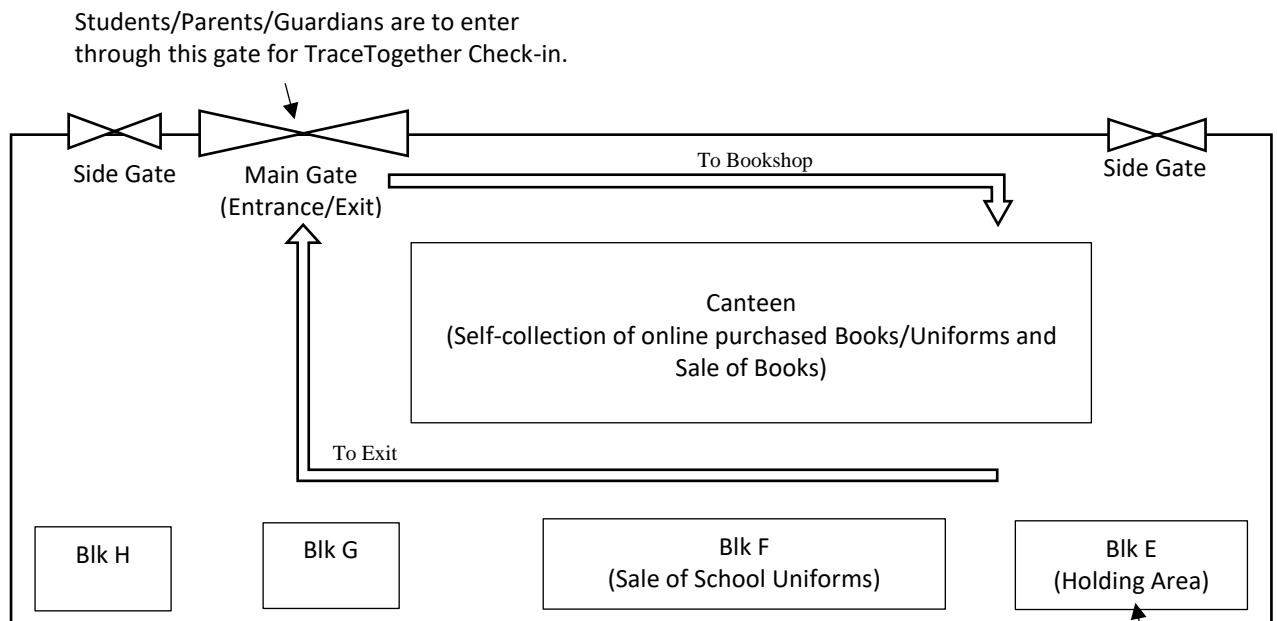 Students/Parents/Guardians are to enter
through this gate for TraceTogether Check-in.
Side Gate
Main Gate
(Entrance/Exit)
To Bookshop
Side Gate
Canteen
(Self-collection of online purchased Books/Uniforms and
Sale of Books)
To Exit
Blk H
Blk G
Blk F
(Sale of School Uniforms)
Blk E
(Holding Area)